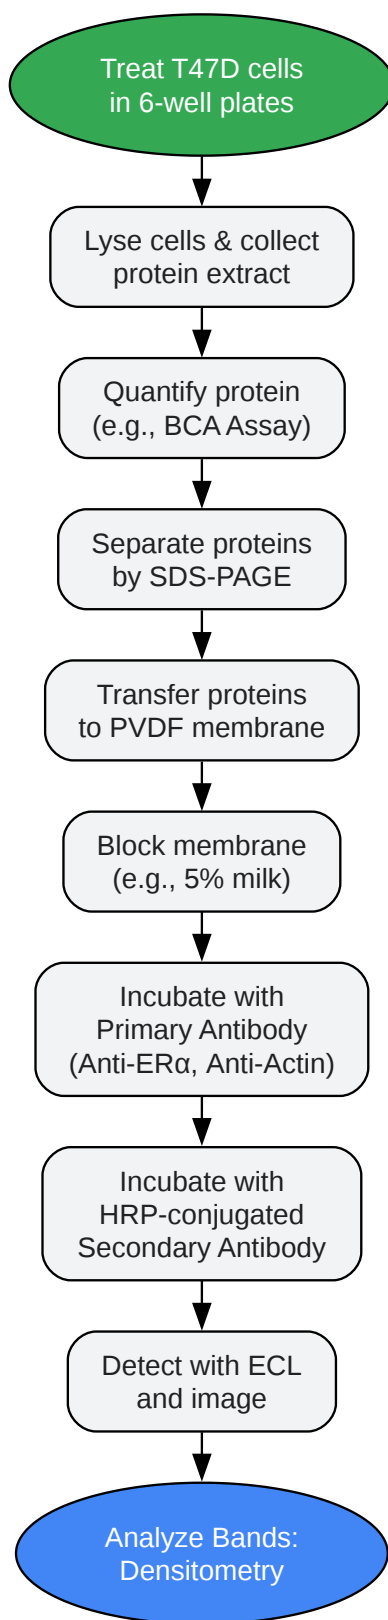 Treat T47D cells
in 6-well plates
Lyse cells & collect
protein extract
Quantify protein
(e.g., BCA Assay)
Separate proteins
by SDS-PAGE
Transfer proteins
to PVDF membrane
Block membrane
(e.g., 5% milk)
Incubate with
Primary Antibody
(Anti-ERα, Anti-Actin)
Incubate with
HRP-conjugated
Secondary Antibody
Detect with ECL
and image
Analyze Bands:
Densitometry